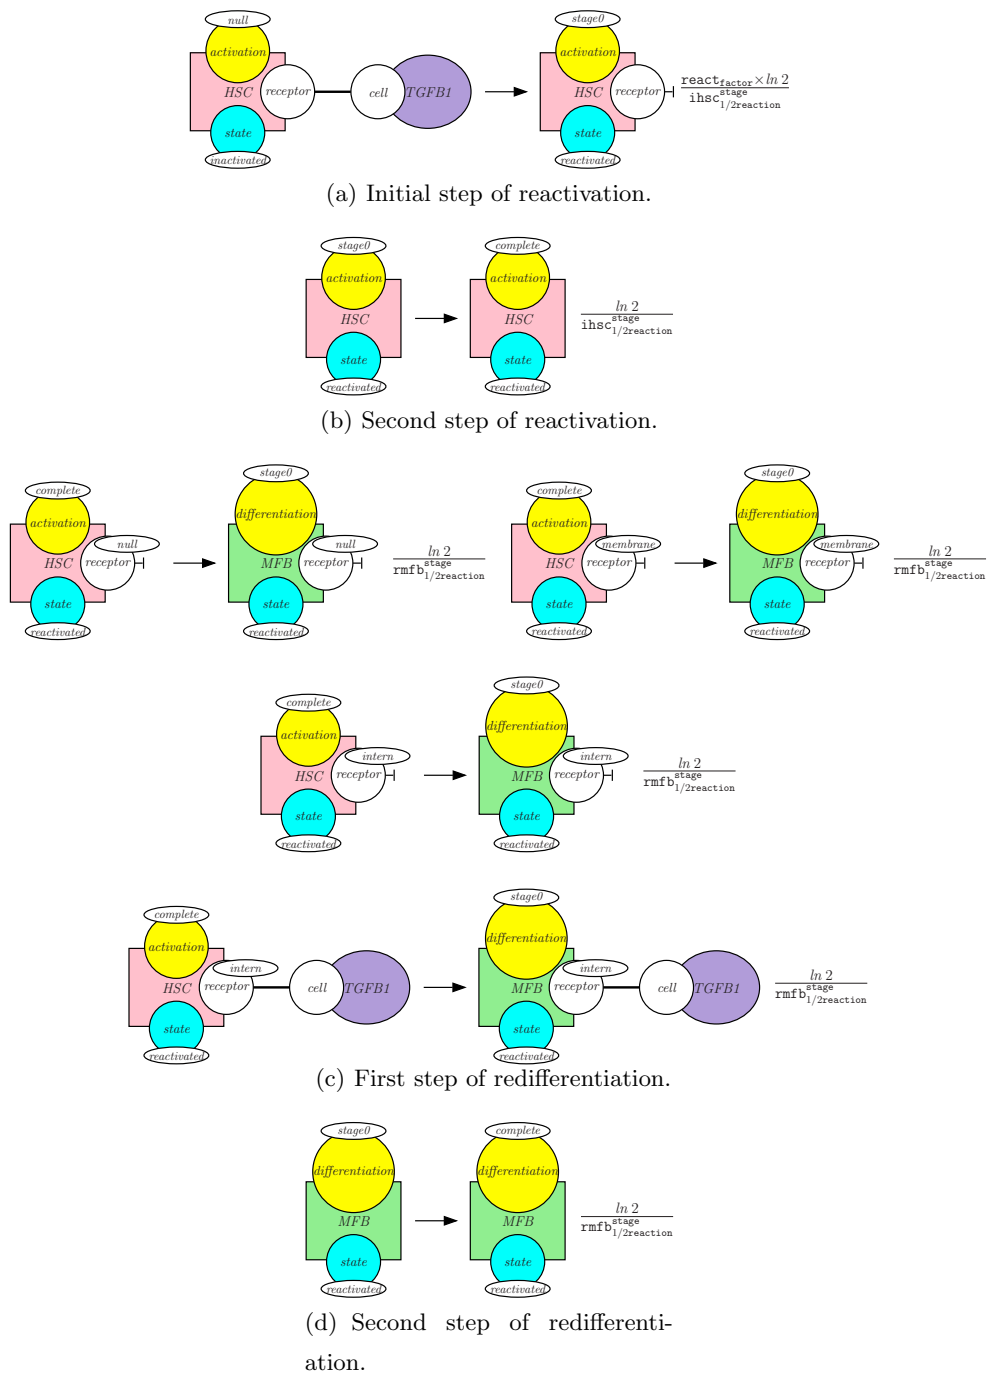 null stage0
activation activation
HSC receptor cell TGFB1 HSC receptor react_factor × ln 2 / ihsc^stage_1/2reaction
state state
inactivated reactivated
(a) Initial step of reactivation.
stage0 complete
activation activation
HSC HSC ln 2 / ihsc^stage_1/2reaction
state state
reactivated reactivated
(b) Second step of reactivation.
complete stage0 complete stage0
activation differentiation activation differentiation
null null membrane membrane
HSC receptor MFB receptor ln 2 / rmfb^stage_1/2reaction HSC receptor MFB receptor ln 2 / rmfb^stage_1/2reaction
state state state state
reactivated reactivated reactivated reactivated
complete stage0
activation differentiation
intern intern
HSC receptor MFB receptor ln 2 / rmfb^stage_1/2reaction
state state
reactivated reactivated
complete stage0
activation differentiation
intern intern
HSC receptor cell TGFB1 MFB receptor cell TGFB1 ln 2 / rmfb^stage_1/2reaction
state state
reactivated reactivated
(c) First step of redifferentiation.
stage0 complete
differentiation differentiation
MFB MFB ln 2 / rmfb^stage_1/2reaction
state state
reactivated reactivated
(d) Second step of redifferenti-
ation.